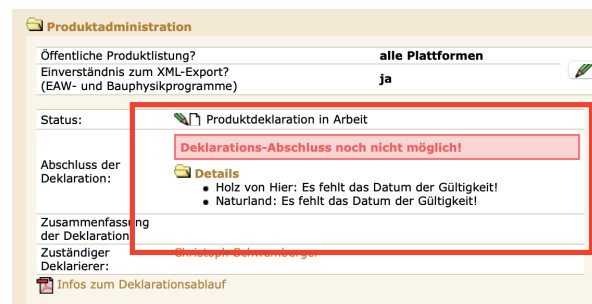 Produktadministration
Öffentliche Produktlistung? alle Plattformen
Einverständnis zum XML-Export?
(EAW- und Bauphysikprogramme) ja
Status: Produktdeklaration in Arbeit
Deklarations-Abschluss noch nicht möglich!
Abschluss der
Deklaration:
Details
Holz von Hier: Es fehlt das Datum der Gültigkeit!
Naturland: Es fehlt das Datum der Gültigkeit!
Zusammenfassung
der Deklaration
Zuständiger
Deklarierer: Christoph
Infos zum Deklarationsablauf